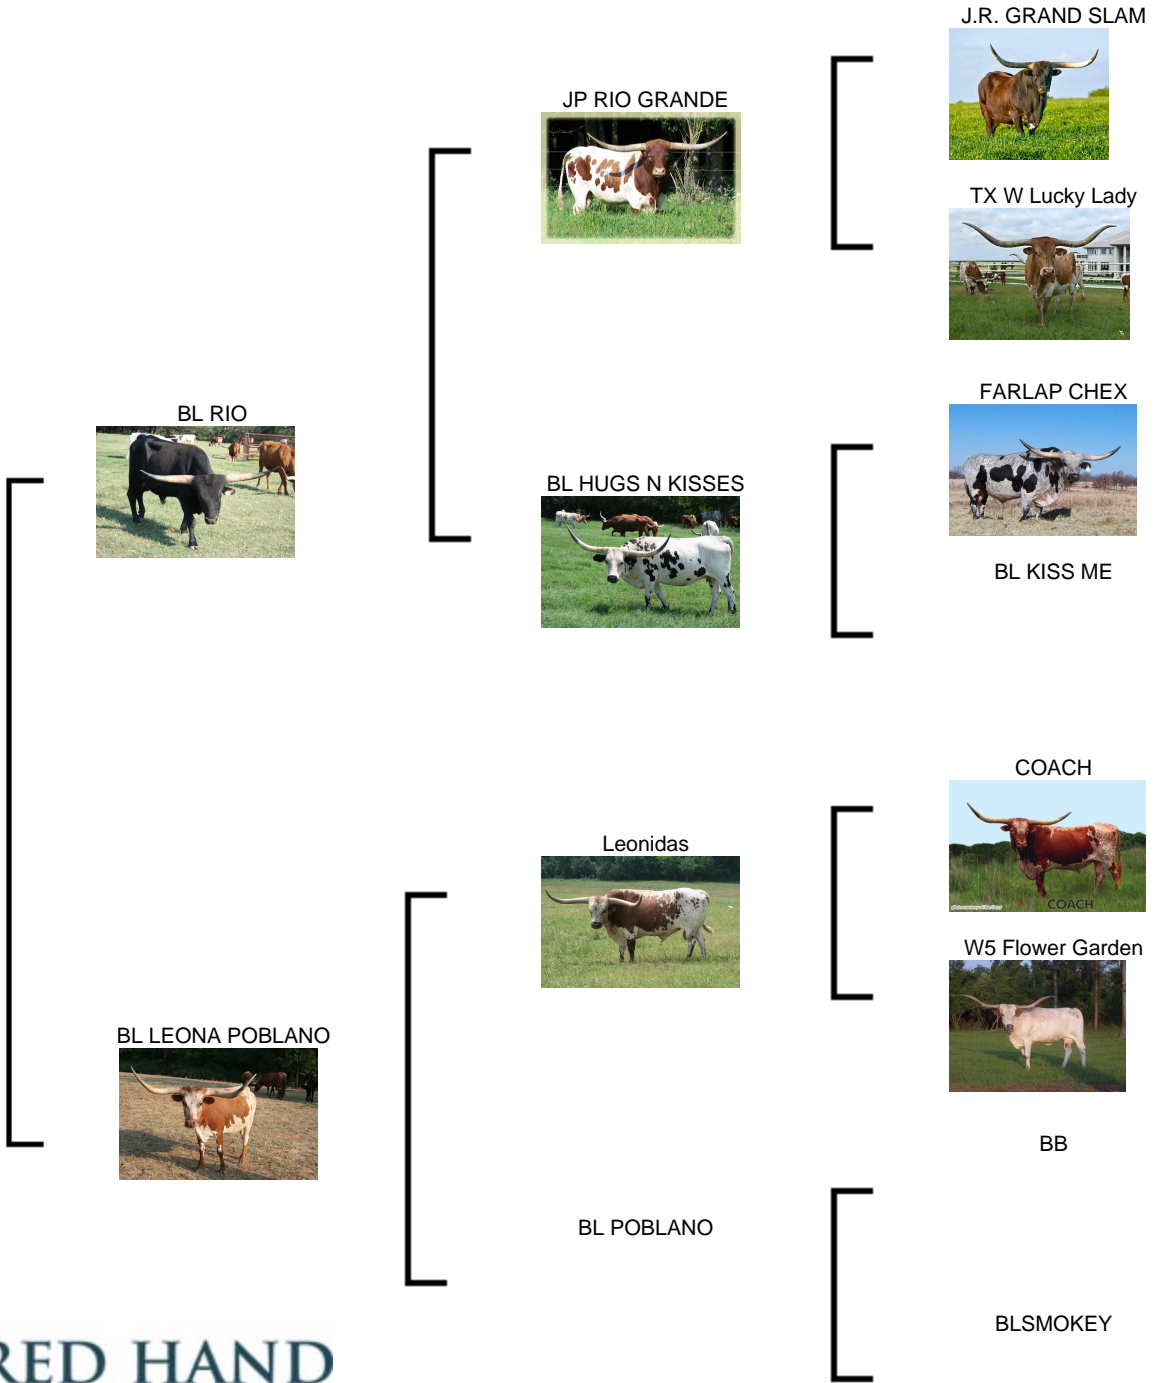 J.R. GRAND SLAM
JP RIO GRANDE
TX W Lucky Lady
FARLAP CHEX
BL RIO
BL HUGS N KISSES
BL KISS ME
COACH
Leonidas
COACH
W5 Flower Garden
BL LEONA POBLANO
BB
BL POBLANO
BLSMOKEY
RED HAND